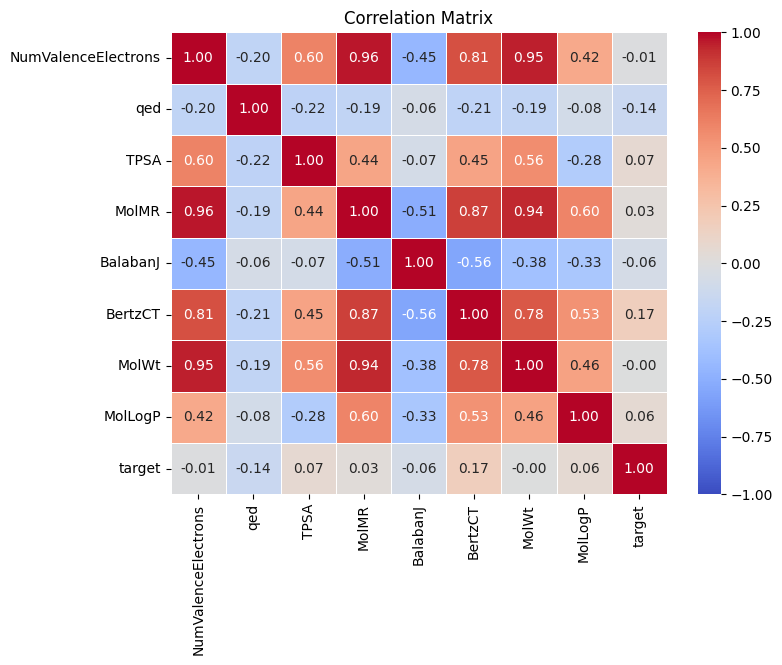 Correlation Matrix
NumValenceElectrons 1.00 -0.20 0.60 0.96 -0.45 0.81 0.95 0.42 -0.01
qed -0.20 1.00 -0.22 -0.19 -0.06 -0.21 -0.19 -0.08 -0.14
TPSA 0.60 -0.22 1.00 0.44 -0.07 0.45 0.56 -0.28 0.07
MolMR 0.96 -0.19 0.44 1.00 -0.51 0.87 0.94 0.60 0.03
BalabanJ -0.45 -0.06 -0.07 -0.51 1.00 -0.56 -0.38 -0.33 -0.06
BertzCT 0.81 -0.21 0.45 0.87 -0.56 1.00 0.78 0.53 0.17
MolWt 0.95 -0.19 0.56 0.94 -0.38 0.78 1.00 0.46 -0.00
MolLogP 0.42 -0.08 -0.28 0.60 -0.33 0.53 0.46 1.00 0.06
target -0.01 -0.14 0.07 0.03 -0.06 0.17 -0.00 0.06 1.00
NumValenceElectrons
qed
TPSA
MolMR
BalabanJ
BertzCT
MolWt
MolLogP
target
1.00
0.75
0.50
0.25
0.00
−0.25
−0.50
−0.75
−1.00